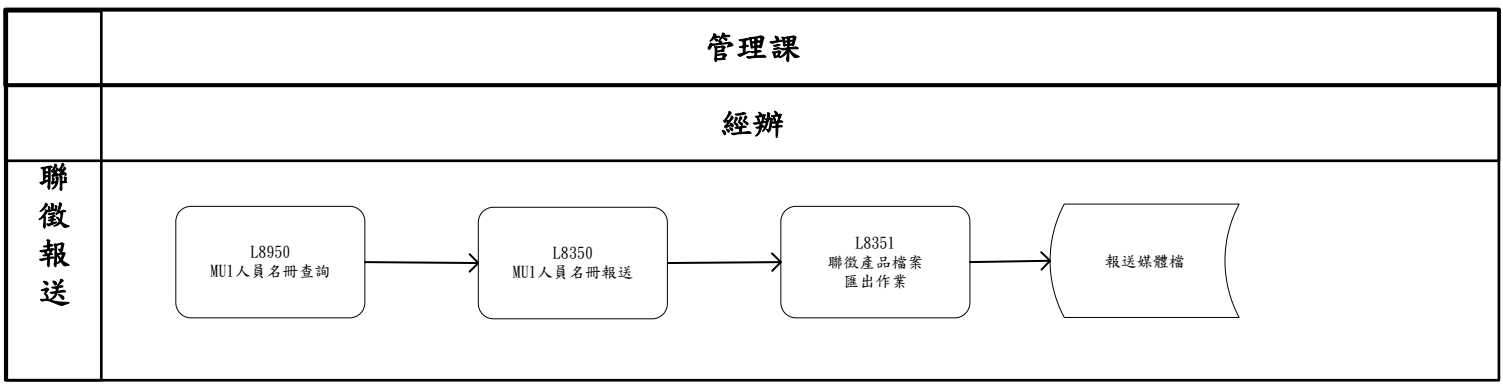 管理課
經辦
聯
徵
報
送
L8950
MU1人員名冊查詢
L8350
MU1人員名冊報送
L8351
聯徵產品檔案
匯出作業
報送媒體檔